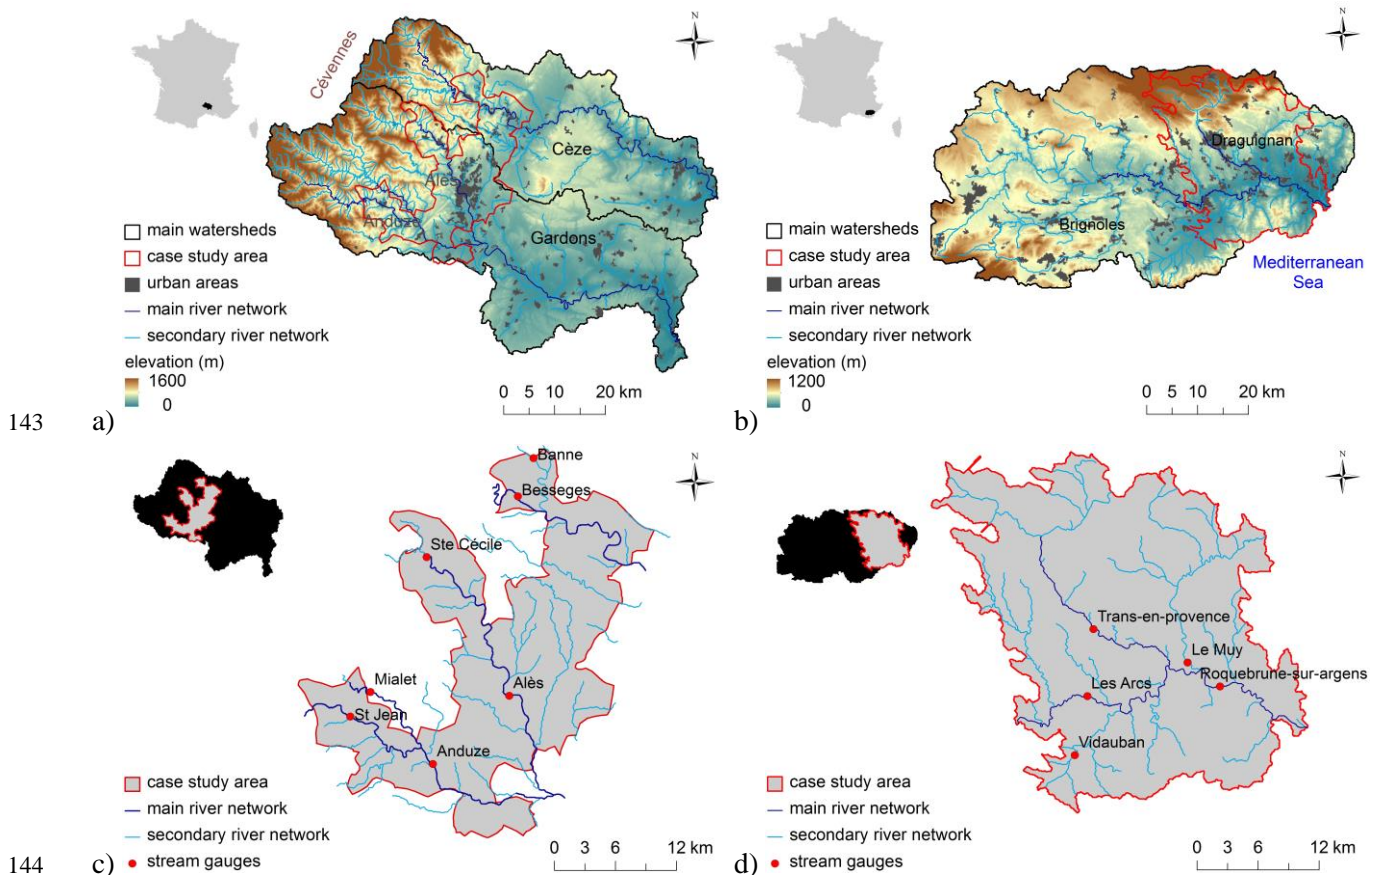 N
Cévennes
Cèze
Alès
Anduze
Gardons
main watersheds
case study area
urban areas
main river network
secondary river network
elevation (m)
1600
0
0 5 10 20 km
143 a)
N
Draguignan
Brignoles
Mediterranean
Sea
main watersheds
case study area
urban areas
main river network
secondary river network
elevation (m)
1200
0
0 5 10 20 km
b)
N
Banne
Besseges
Ste Cécile
Mialet
Alès
St Jean
Anduze
case study area
main river network
secondary river network
stream gauges
0 3 6 12 km
144 c)
N
Trans-en-provence
Le Muy
Roquebrune-sur-argens
Les Arcs
Vidauban
case study area
main river network
secondary river network
stream gauges
0 3 6 12 km
d)